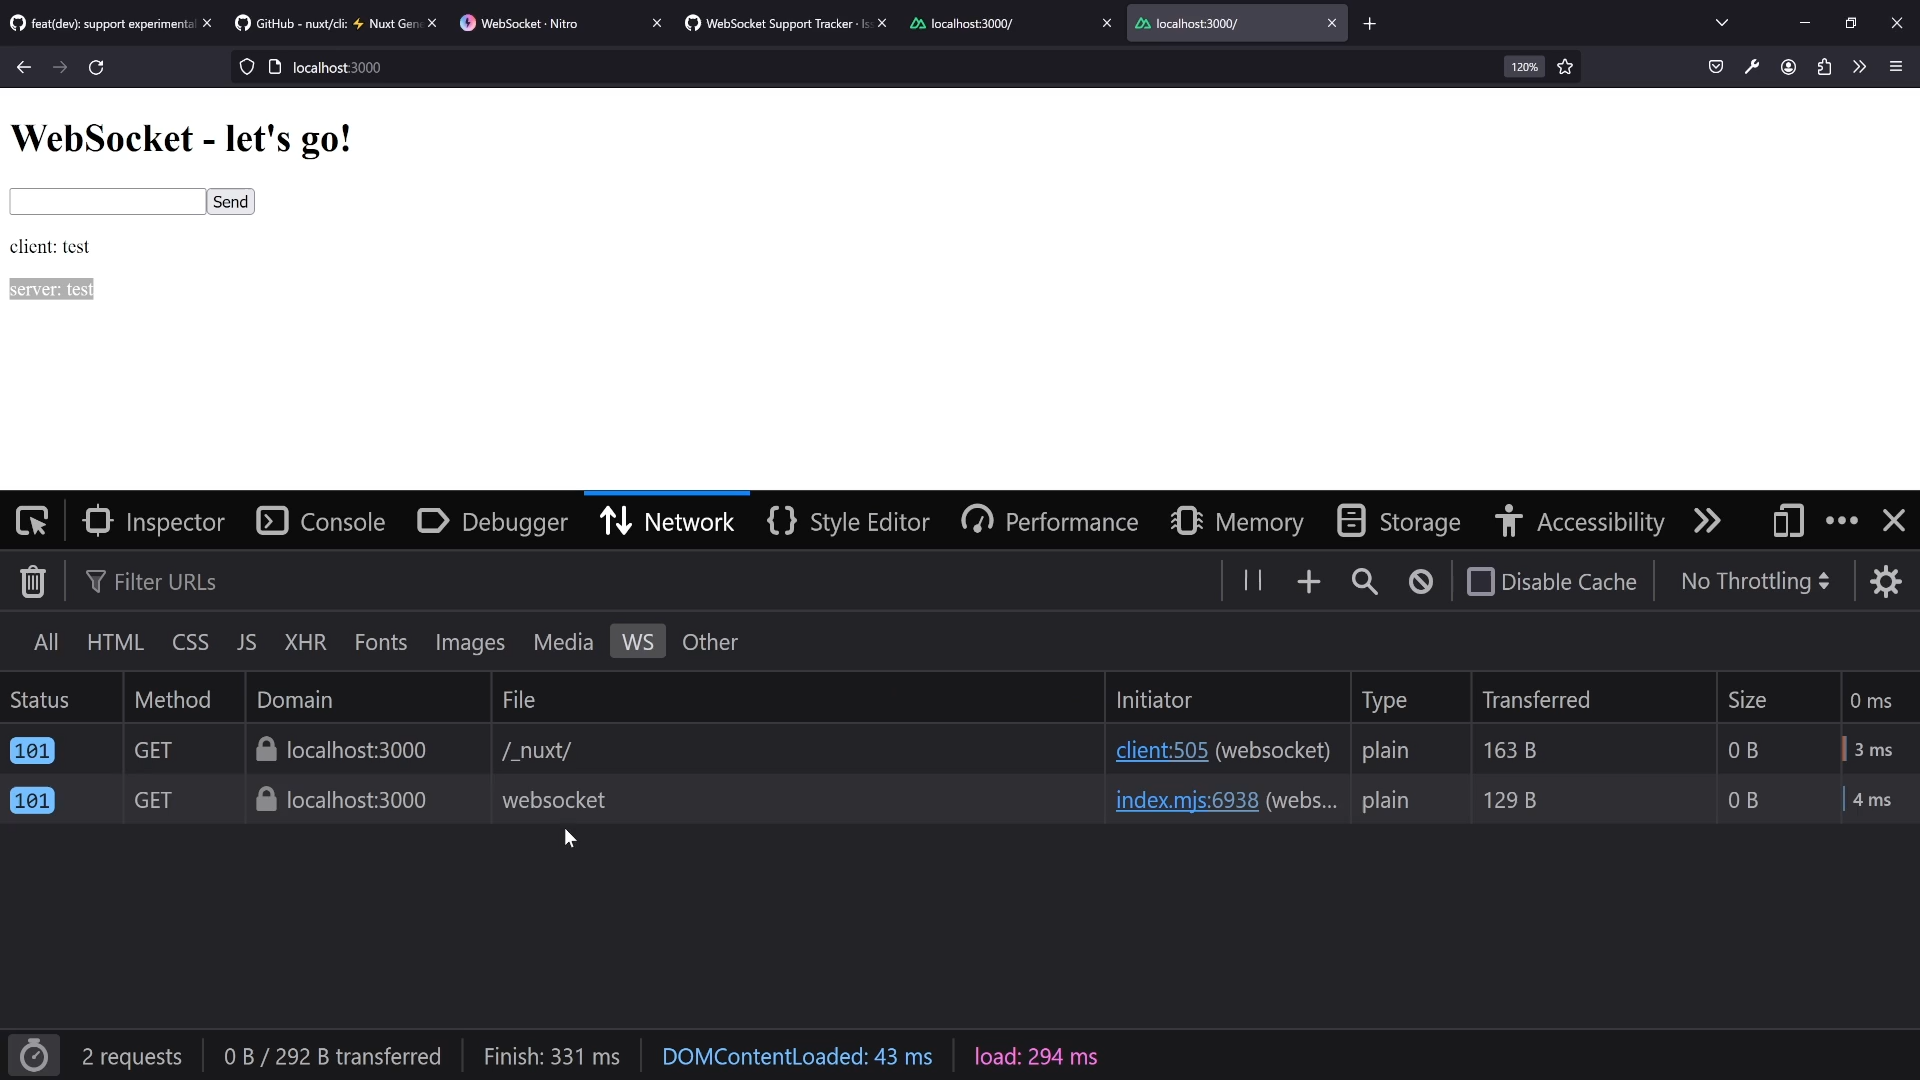 feat(dev): support experimental
GitHub - nuxt/cli: ⚡ Nuxt Gen
WebSocket · Nitro
WebSocket Support Tracker · Iss
localhost:3000/
localhost:3000/
localhost:3000
120%
WebSocket - let's go!
Send
client: test
server: test
Inspector
Console
Debugger
Network
Style Editor
Performance
Memory
Storage
Accessibility
Filter URLs
Disable Cache
No Throttling
All HTML CSS JS XHR Fonts Images Media WS Other
Status Method Domain File Initiator Type Transferred Size 0 ms
101 GET localhost:3000 /_nuxt/ client:505 (websocket) plain 163 B 0 B 3 ms
101 GET localhost:3000 websocket index.mjs:6938 (webs... plain 129 B 0 B 4 ms
2 requests 0 B / 292 B transferred Finish: 331 ms DOMContentLoaded: 43 ms load: 294 ms